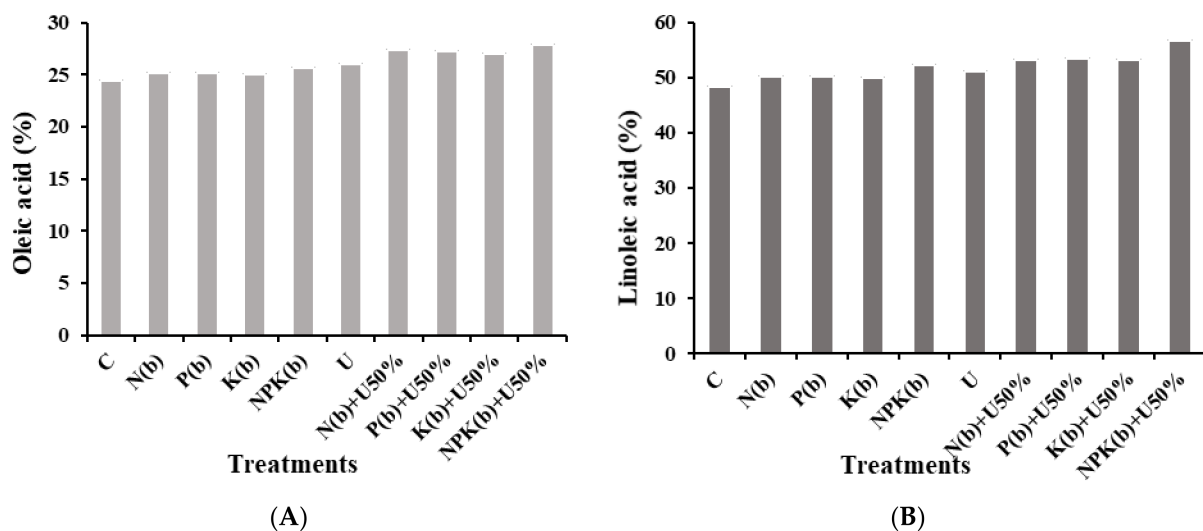 Oleic acid (%)
30
25
20
15
10
5
0
C
N(b)
P(b)
K(b)
NPK(b)
U
N(b)+U50%
P(b)+U50%
K(b)+U50%
NPK(b)+U50%
Treatments
(A)
Linoleic acid (%)
60
50
40
30
20
10
0
C
N(b)
P(b)
K(b)
NPK(b)
U
N(b)+U50%
P(b)+U50%
K(b)+U50%
NPK(b)+U50%
Treatments
(B)